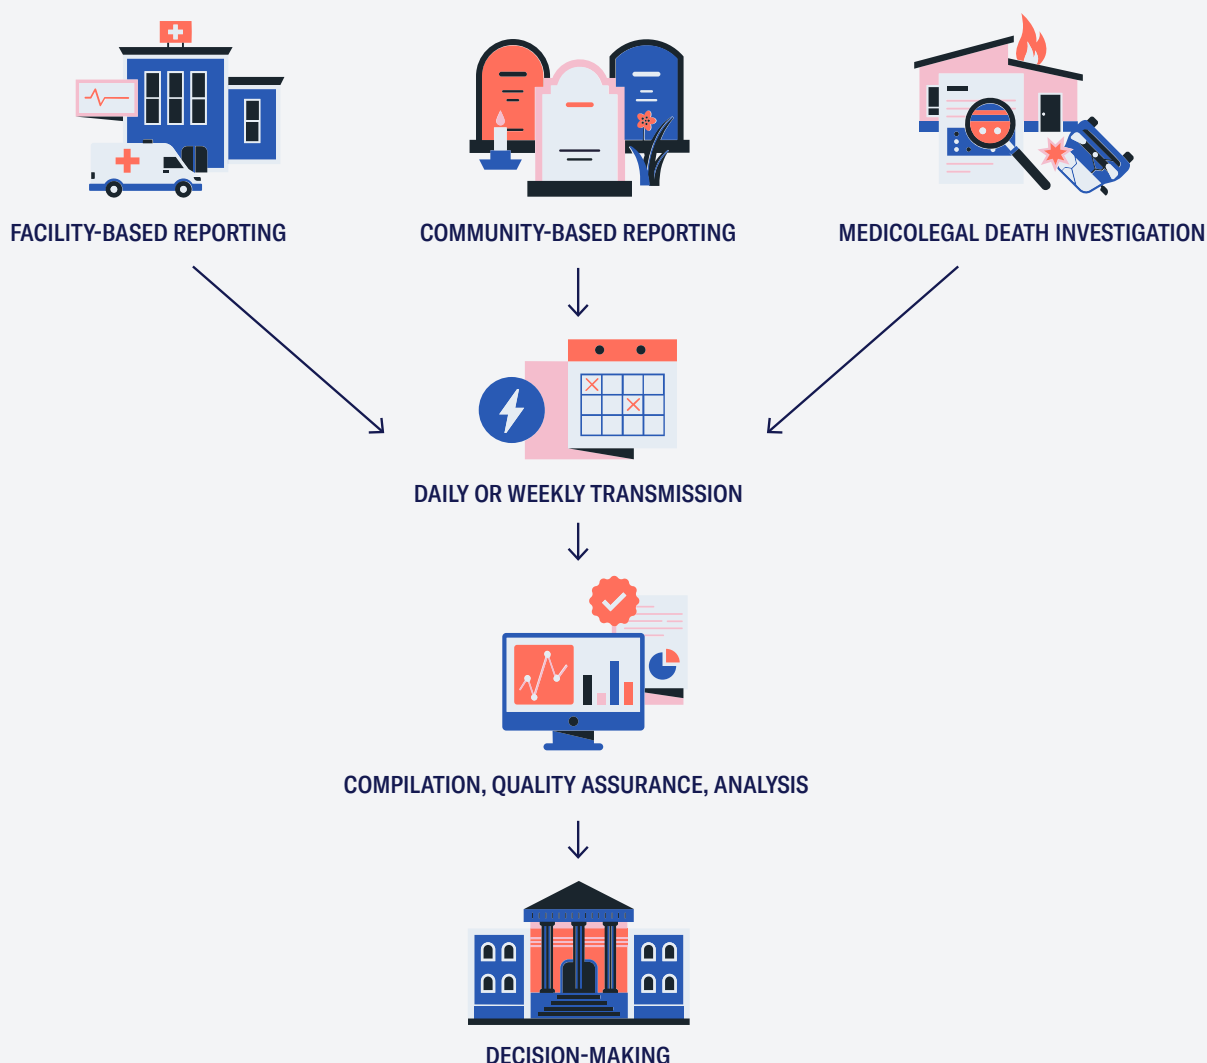 FACILITY-BASED REPORTING
COMMUNITY-BASED REPORTING
MEDICOLEGAL DEATH INVESTIGATION
DAILY OR WEEKLY TRANSMISSION
COMPILATION, QUALITY ASSURANCE, ANALYSIS
DECISION-MAKING